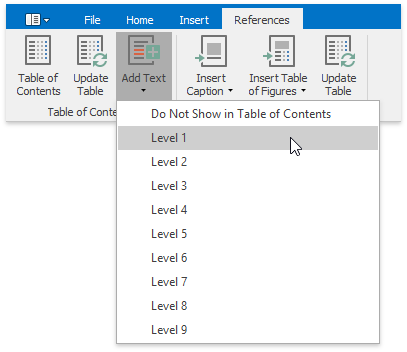 File Home Insert References
Table of Contents
Update Table
Add Text
Insert Caption
Insert Table of Figures
Update Table
Table of Conte
Do Not Show in Table of Contents
Level 1
Level 2
Level 3
Level 4
Level 5
Level 6
Level 7
Level 8
Level 9